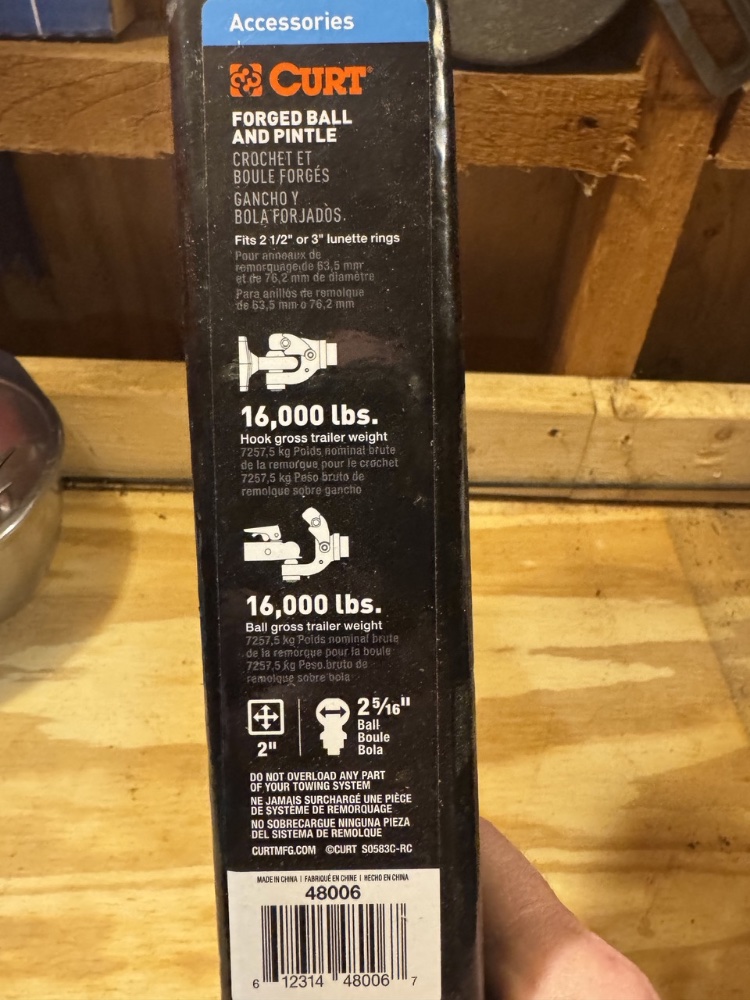 Accessories
CURT®
FORGED BALL
AND PINTLE
CROCHET ET
BOULE FORGÉS
GANCHO Y
BOLA FORJADOS.
Fits 2 1/2" or 3" lunette rings
Pour anneaux de
remorquage de 63,5 mm
et de 76,2 mm de diamètre
Para anillos de remolque
de 63,5 mm o 76,2 mm
16,000 lbs.
Hook gross trailer weight
7257,5 kg Poids nominal brute
de la remorque pour le crochet
7257,5 kg Peso bruto de
remolque sobre gancho
16,000 lbs.
Ball gross trailer weight
7257,5 kg Poids nominal brute
de la remorque pour la boule
7257,5 kg Peso bruto de
remolque sobre bola
2"
2 5/16"
Ball
Boule
Bola
DO NOT OVERLOAD ANY PART
OF YOUR TOWING SYSTEM
NE JAMAIS SURCHARGÉ UNE PIÈCE
DE SYSTÈME DE REMORQUAGE
NO SOBRECARGUE NINGUNA PIEZA
DEL SISTEMA DE REMOLQUE
CURTMFG.COM ©CURT S0583C-RC
MADE IN CHINA | FABRIQUÉ EN CHINE | HECHO EN CHINA
48006
6 12314 48006 7